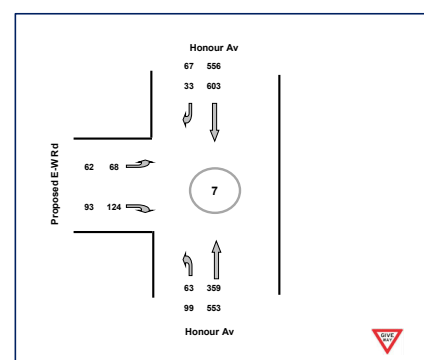 Honour Av
67 556
33 603
Proposed E-W Rd
62 68
7
93 124
63 359
99 553
Honour Av
GIVE
WAY